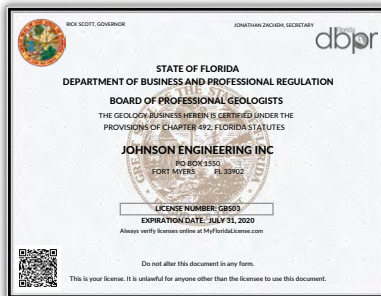 RICK SCOTT, GOVERNOR
JONATHAN ZACHEM, SECRETARY
Florida
dbpr
STATE OF FLORIDA
DEPARTMENT OF BUSINESS AND PROFESSIONAL REGULATION
BOARD OF PROFESSIONAL GEOLOGISTS
THE GEOLOGY BUSINESS HEREIN IS CERTIFIED UNDER THE
PROVISIONS OF CHAPTER 492, FLORIDA STATUTES
JOHNSON ENGINEERING INC
PO BOX 1550
FORT MYERS FL 33902
LICENSE NUMBER: GB503
EXPIRATION DATE: JULY 31, 2020
Always verify licenses online at MyFloridaLicense.com
Do not alter this document in any form.
This is your license. It is unlawful for anyone other than the licensee to use this document.